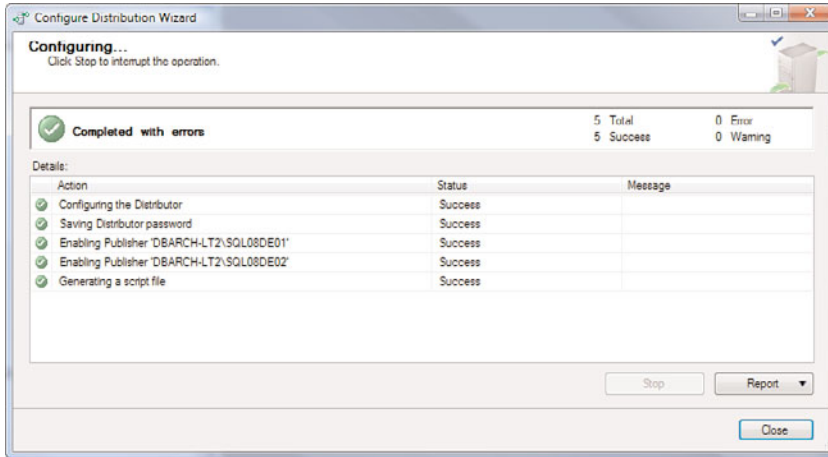 Configure Distribution Wizard
Configuring...
Click Stop to interrupt the operation.
Completed with errors
5 Total 0 Error
5 Success 0 Warning
Details:
Action Status Message
Configuring the Distributor Success
Saving Distributor password Success
Enabling Publisher 'DBARCH-LT2\SQL08DE01' Success
Enabling Publisher 'DBARCH-LT2\SQL08DE02' Success
Generating a script file Success
Stop Report
Close